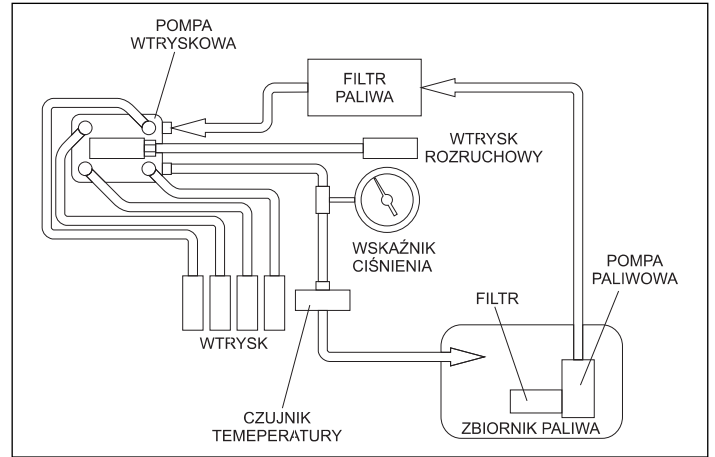 POMPA
WTRYSKOWA
FILTR
PALIWA
WTRYSK
ROZRUCHOWY
WSKAŹNIK
CIŚNIENIA
POMPA
PALIWOWA
FILTR
WTRYSK
ZBIORNIK PALIWA
CZUJNIK
TEMEPERATURY